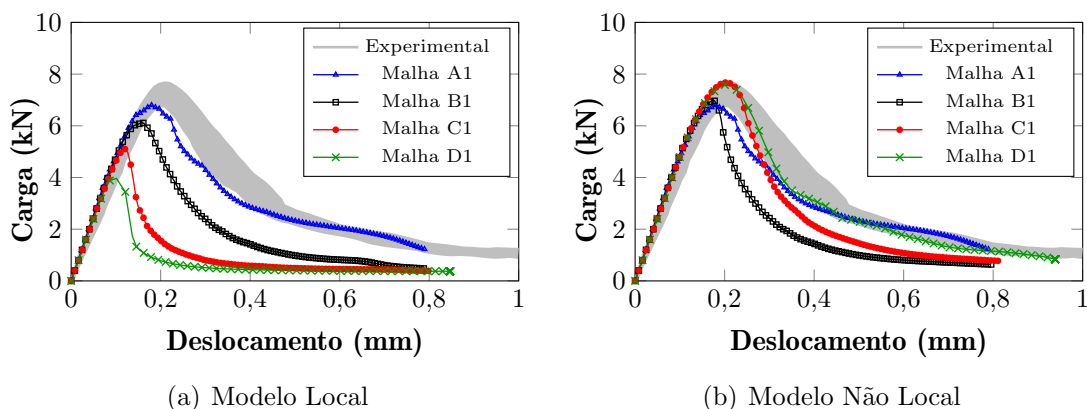 10
8
6
4
2
0
Carga (kN)
0
0,2
0,4
0,6
0,8
1
Deslocamento (mm)
Experimental
Malha A1
Malha B1
Malha C1
Malha D1
(a) Modelo Local
10
8
6
4
2
0
Carga (kN)
0
0,2
0,4
0,6
0,8
1
Deslocamento (mm)
Experimental
Malha A1
Malha B1
Malha C1
Malha D1
(b) Modelo Não Local